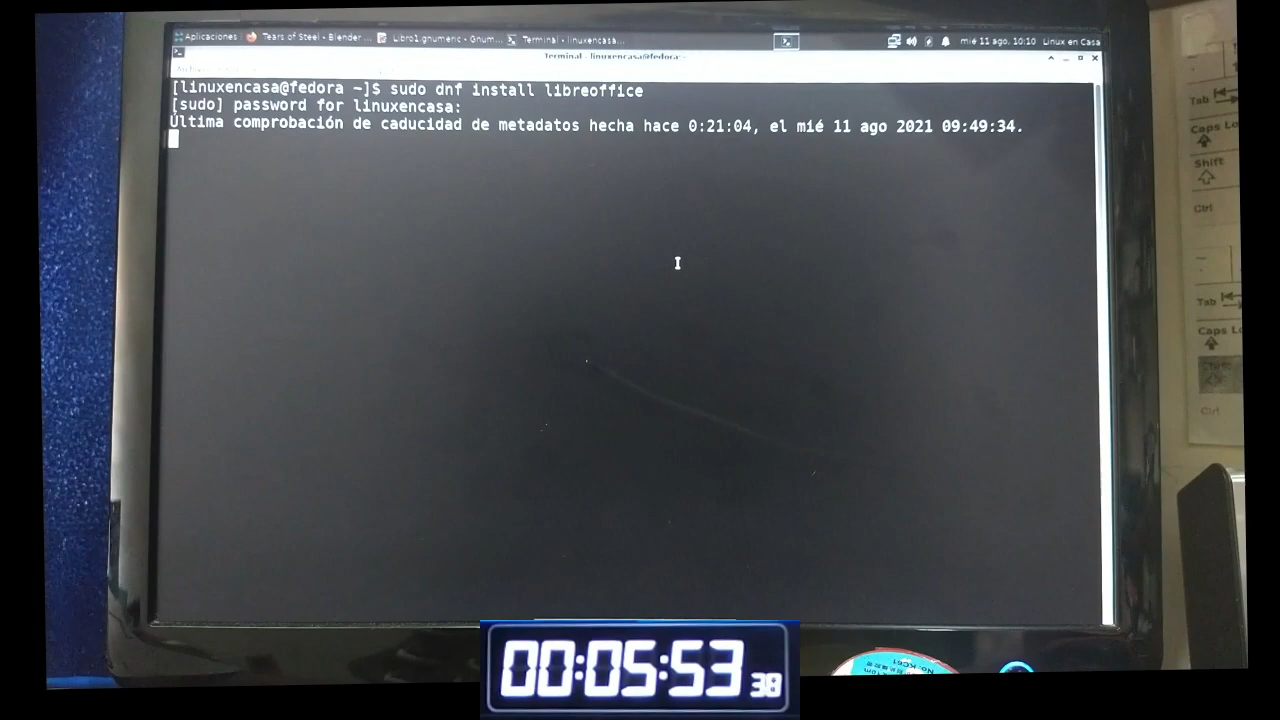 Aplicaciones
Tears of Steel - Blender ...
Libro1.gnumeric - Gnum...
Terminal - linuxencasa...
mié 11 ago, 10:10
Linux en Casa
Terminal - linuxencasa@fedora:~
[linuxencasa@fedora ~]$ sudo dnf install libreoffice
[sudo] password for linuxencasa:
Última comprobación de caducidad de metadatos hecha hace 0:21:04, el mié 11 ago 2021 09:49:34.
Tab
Caps Lo
Shift
Ctrl
Tab
Caps Lo
Ctrl
No. KC61
00:05:53 38